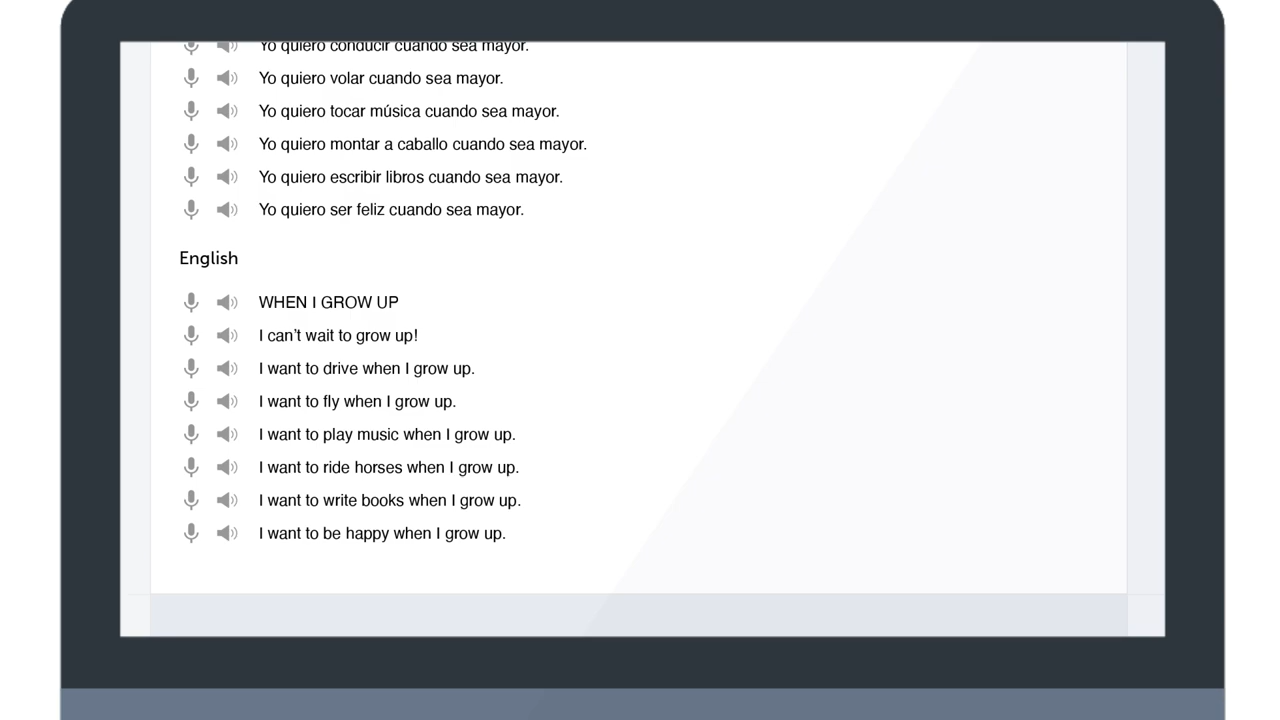 Yo quiero conducir cuando sea mayor.
Yo quiero volar cuando sea mayor.
Yo quiero tocar música cuando sea mayor.
Yo quiero montar a caballo cuando sea mayor.
Yo quiero escribir libros cuando sea mayor.
Yo quiero ser feliz cuando sea mayor.
English
WHEN I GROW UP
I can’t wait to grow up!
I want to drive when I grow up.
I want to fly when I grow up.
I want to play music when I grow up.
I want to ride horses when I grow up.
I want to write books when I grow up.
I want to be happy when I grow up.